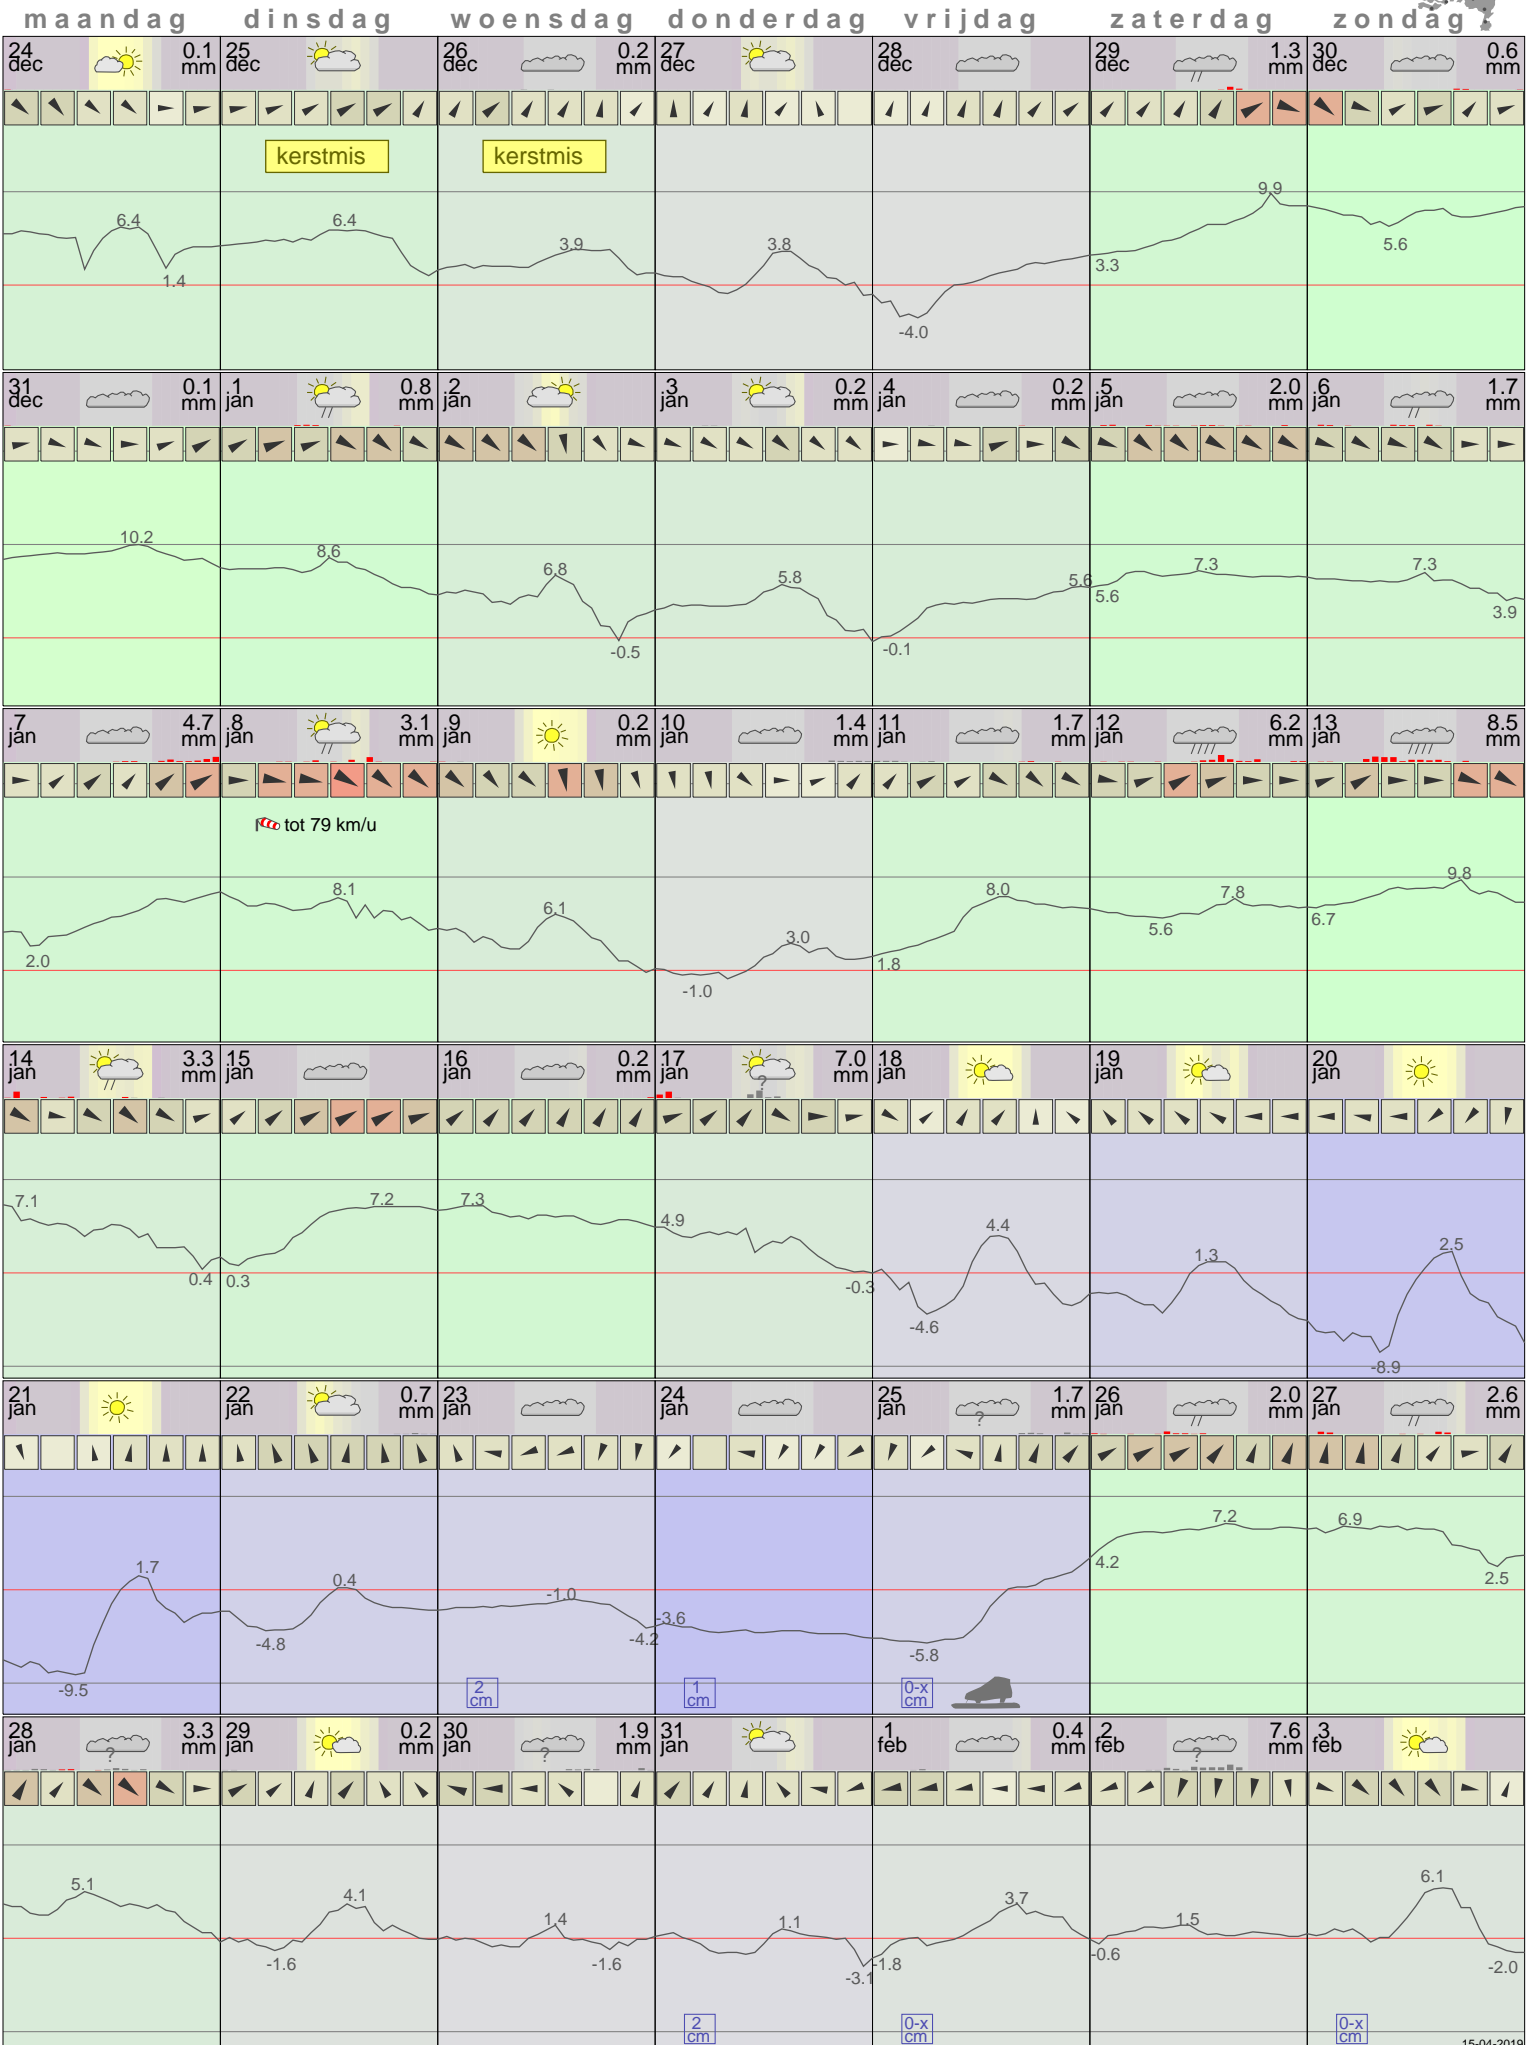 maandag dinsdag woensdag donderdag vrijdag zaterdag zondag
24 dec 0.1 mm
25 dec
26 dec 0.2 mm
27 dec
28 dec
29 dec 1.3 mm
30 dec 0.6 mm
kerstmis kerstmis
6.4 1.4 6.4 3.9 3.8 -4.0 3.3 9.9 5.6
31 dec 0.1 mm
1 jan 0.8 mm
2 jan
3 jan 0.2 mm
4 jan 0.2 mm
5 jan 2.0 mm
6 jan 1.7 mm
10.2 8.6 6.8 -0.5 5.8 -0.1 5.6 5.6 7.3 7.3 3.9
7 jan 4.7 mm
8 jan 3.1 mm
9 jan 0.2 mm
10 jan 1.4 mm
11 jan 1.7 mm
12 jan 6.2 mm
13 jan 8.5 mm
tot 79 km/u
2.0 8.1 6.1 -1.0 3.0 1.8 8.0 5.6 7.8 6.7 9.8
14 jan 3.3 mm
15 jan
16 jan 0.2 mm
17 jan ? 7.0 mm
18 jan
19 jan
20 jan
7.1 0.4 0.3 7.2 7.3 4.9 -0.3 -4.6 4.4 1.3 -8.9 2.5
21 jan
22 jan 0.7 mm
23 jan
24 jan
25 jan ? 1.7 mm
26 jan 2.0 mm
27 jan 2.6 mm
-9.5 1.7 -4.8 0.4 -1.0 -4.2 -3.6 -5.8 4.2 7.2 6.9 2.5
2 cm 1 cm 0-x cm
28 jan ? 3.3 mm
29 jan 0.2 mm
30 jan ? 1.9 mm
31 jan
1 feb 0.4 mm
2 feb ? 7.6 mm
3 feb
5.1 -1.6 4.1 1.4 -1.6 1.1 -3.1 -1.8 3.7 -0.6 1.5 6.1 -2.0
2 cm 0-x cm 0-x cm
15-04-2019